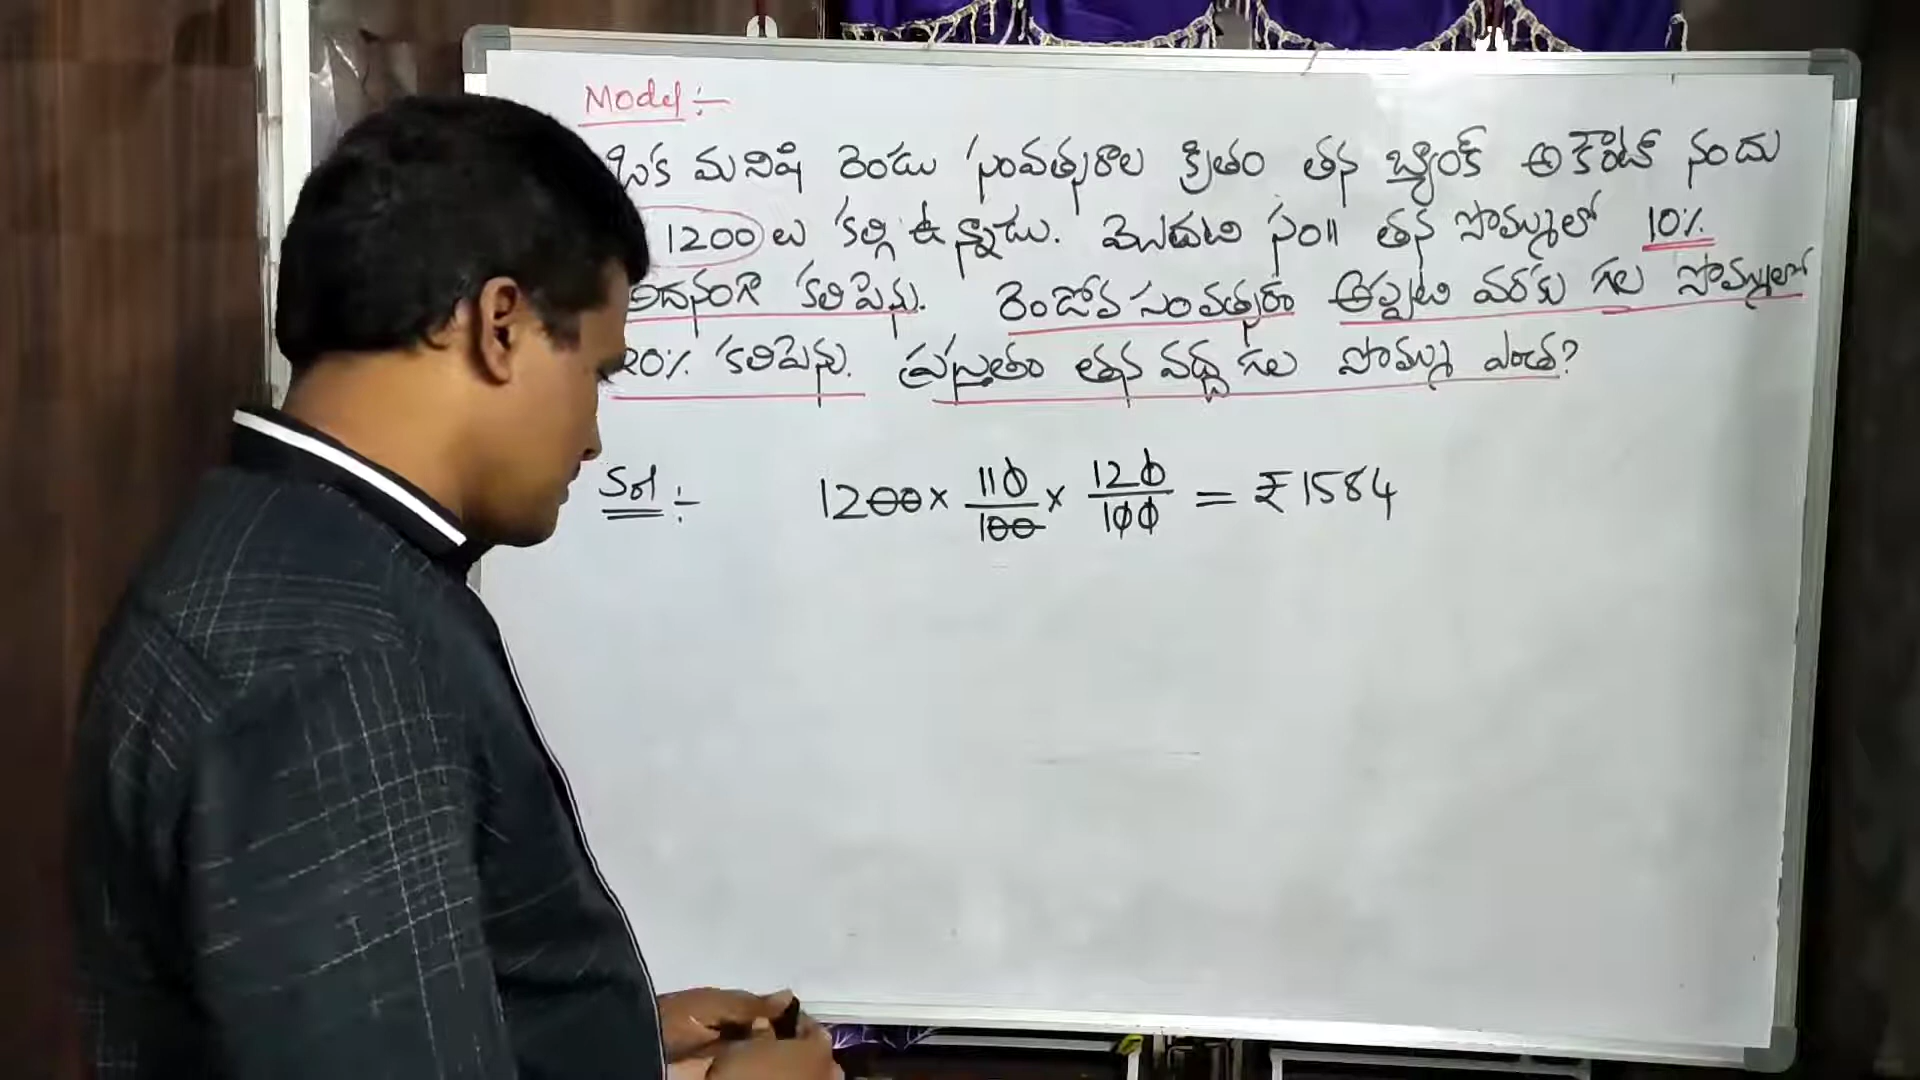 Model :-
ఒక మనిషి రెండు సంవత్సరాల క్రితం తన బ్యాంక్ అకౌంట్ నందు
1200 లు కల్గి ఉన్నాడు. మొదటి సం॥ తన సొమ్ములో 10%
అదనంగా కలిపెను. రెండోవ సంవత్సరం అప్పటి వరకు గల సొమ్ములో
20% కలిపెను. ప్రస్తుతం తన వద్ద గల సొమ్ము ఎంత?
Sol :- 1200 × 110/100 × 120/100 = ₹ 1584